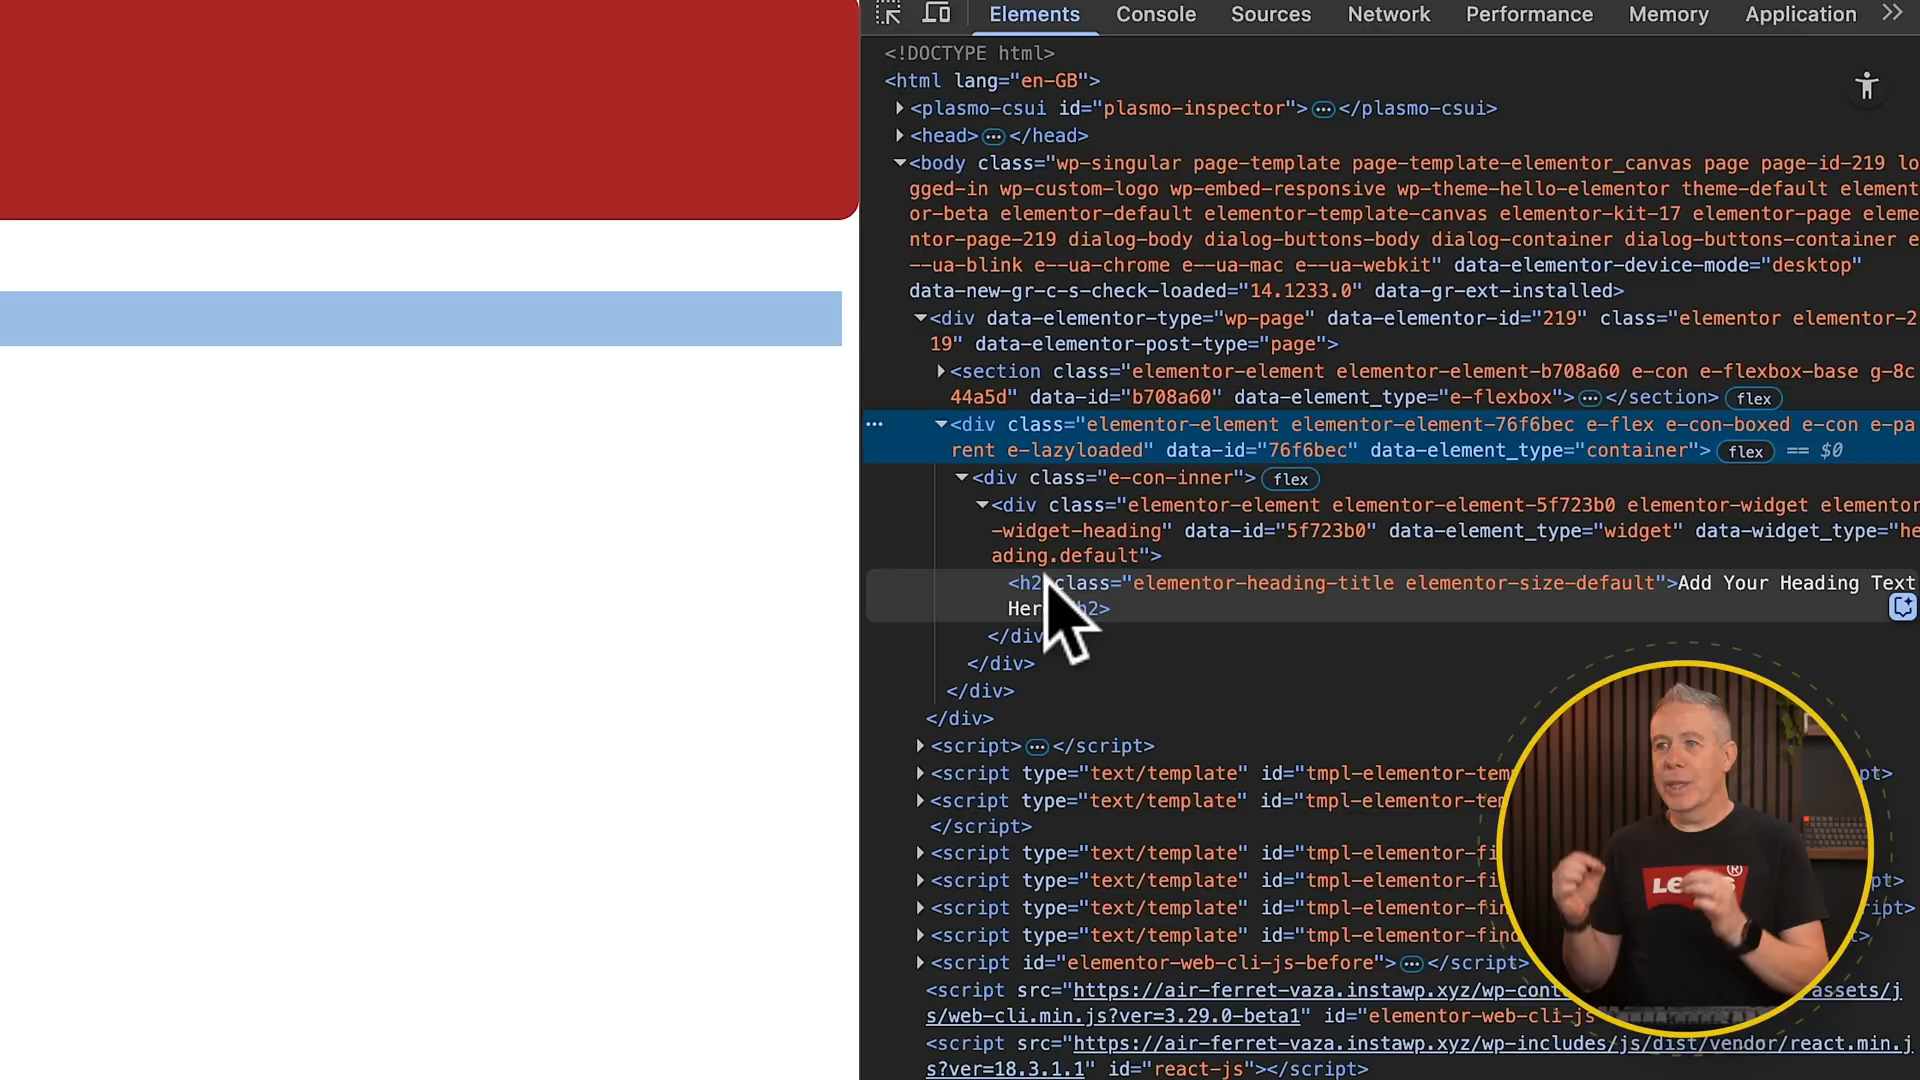 Elements Console Sources Network Performance Memory Application
<!DOCTYPE html>
<html lang="en-GB">
<plasmo-csui id="plasmo-inspector"></plasmo-csui>
<head></head>
<body class="wp-singular page-template page-template-elementor_canvas page page-id-219 lo
gged-in wp-custom-logo wp-embed-responsive wp-theme-hello-elementor theme-default element
or-beta elementor-default elementor-template-canvas elementor-kit-17 elementor-page eleme
ntor-page-219 dialog-body dialog-buttons-body dialog-container dialog-buttons-container e
--ua-blink e--ua-chrome e--ua-mac e--ua-webkit" data-elementor-device-mode="desktop"
data-new-gr-c-s-check-loaded="14.1233.0" data-gr-ext-installed>
<div data-elementor-type="wp-page" data-elementor-id="219" class="elementor elementor-2
19" data-elementor-post-type="page">
<section class="elementor-element elementor-element-b708a60 e-con e-flexbox-base g-8c
44a5d" data-id="b708a60" data-element_type="e-flexbox"></section> flex
<div class="elementor-element elementor-element-76f6bec e-flex e-con-boxed e-con e-pa
rent e-lazyloaded" data-id="76f6bec" data-element_type="container"> flex == $0
<div class="e-con-inner"> flex
<div class="elementor-element elementor-element-5f723b0 elementor-widget elementor
-widget-heading" data-id="5f723b0" data-element_type="widget" data-widget_type="he
ading.default">
<h2 class="elementor-heading-title elementor-size-default">Add Your Heading Text
Her h2>
</div
</div>
</div>
</div>
<script></script>
<script type="text/template" id="tmpl-elementor-tem pt>
<script type="text/template" id="tmpl-elementor-tem
</script>
<script type="text/template" id="tmpl-elementor-fi
<script type="text/template" id="tmpl-elementor-fi pt>
<script type="text/template" id="tmpl-elementor-fin cript>
<script type="text/template" id="tmpl-elementor-find t>
<script id="elementor-web-cli-js-before"></script>
<script src="https://air-ferret-vaza.instawp.xyz/wp-cont assets/j
s/web-cli.min.js?ver=3.29.0-beta1" id="elementor-web-cli-js
<script src="https://air-ferret-vaza.instawp.xyz/wp-includes/js/dist/vendor/react.min.j
s?ver=18.3.1.1" id="react-js"></script>